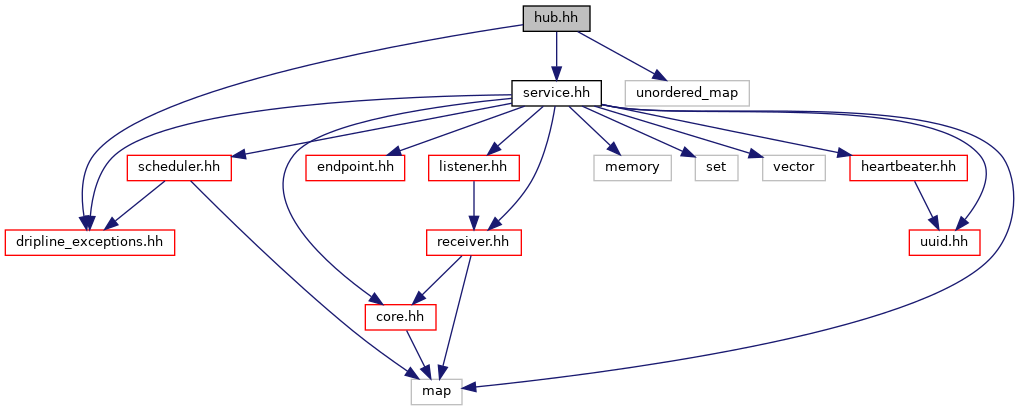 hub.hh
service.hh
unordered_map
scheduler.hh
endpoint.hh
listener.hh
memory
set
vector
heartbeater.hh
dripline_exceptions.hh
receiver.hh
uuid.hh
core.hh
map